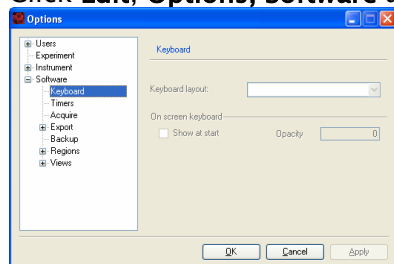 Click Edit, Options, Software
Options
Users
Experiment
Instrument
Software
Keyboard
Timers
Acquire
Export
Backup
Regions
Views
Keyboard
Keyboard layout:
On screen keyboard
Show at start
Opacity
0
OK
Cancel
Apply